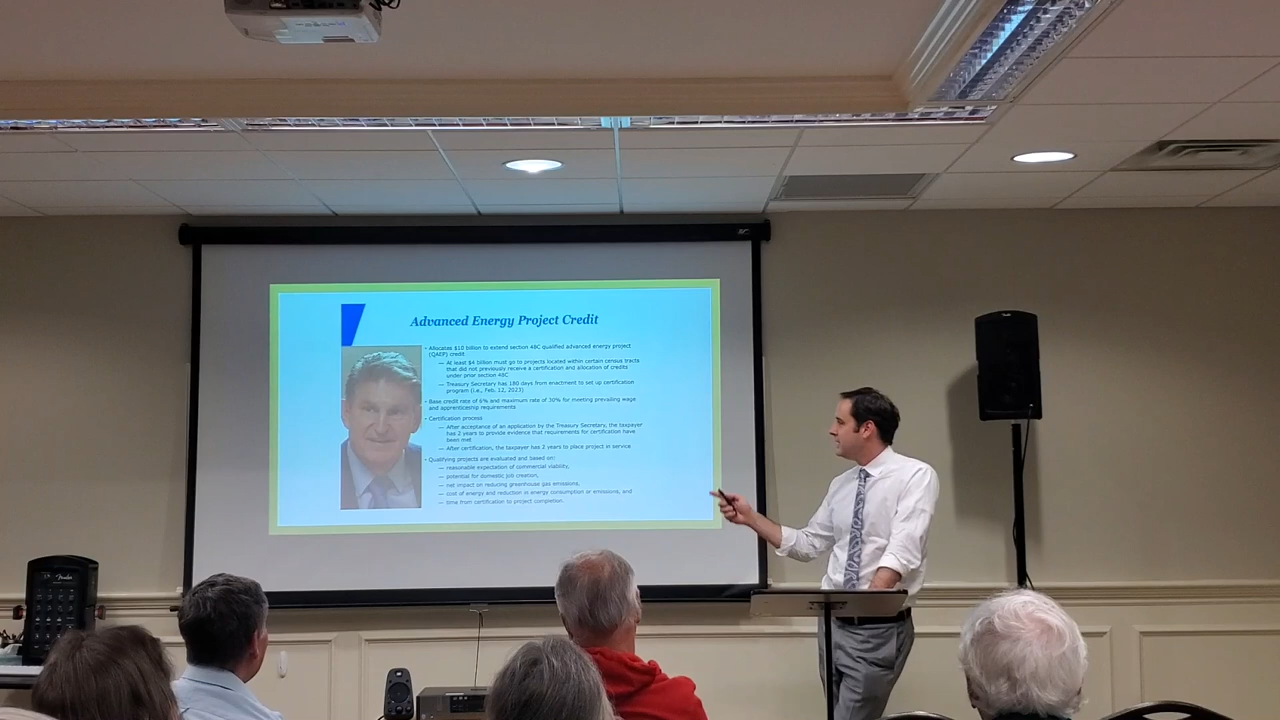 Advanced Energy Project Credit
- Allocates $10 billion to extend section 48C qualified advanced energy project
(QAEP) credit
— At least $4 billion must go to projects located within certain census tracts
that did not previously receive a certification and allocation of credits
under prior section 48C
— Treasury Secretary has 180 days from enactment to set up certification
program (i.e., Feb. 12, 2023)
- Base credit rate of 6% and maximum rate of 30% for meeting prevailing wage
and apprenticeship requirements
- Certification process
— After acceptance of an application by the Treasury Secretary, the taxpayer
has 2 years to provide evidence that requirements for certification have
been met
— After certification, the taxpayer has 2 years to place project in service
- Qualifying projects are evaluated and based on:
— reasonable expectation of commercial viability,
— potential for domestic job creation,
— net impact on reducing greenhouse gas emissions,
— cost of energy and reduction in energy consumption or emissions, and
— time from certification to project completion.
Fender